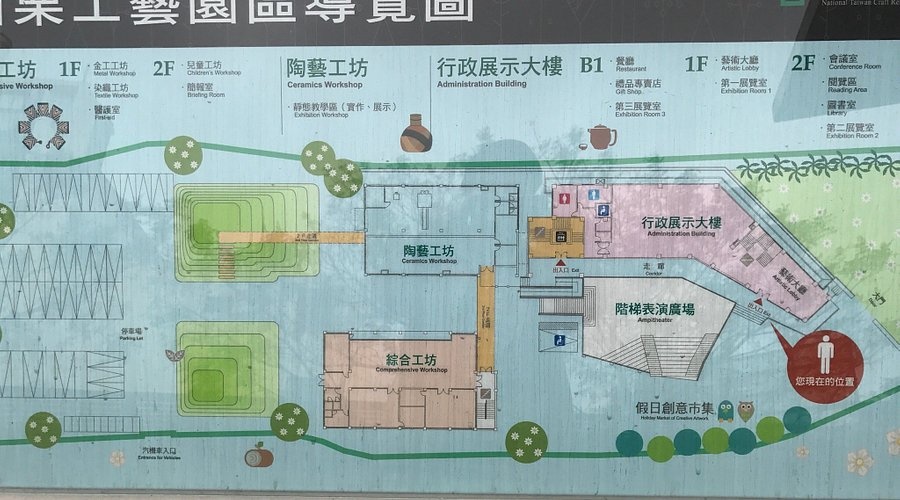 栗工藝園區導覽圖
National Taiwan Craft Re
工坊
sive Workshop
1F
金工工坊
Metal Workshop
染織工坊
Textile Workshop
醫護室
First-aid
2F
兒童工坊
Children's Workshop
簡報室
Briefing Room
陶藝工坊
Ceramics Workshop
靜態教學區（實作、展示）
Exhibition Workshop
行政展示大樓
Administration Building
B1
餐廳
Restaurant
禮品專賣店
Gift Shop
第三展覽室
Exhibition Room 3
1F
藝術大廳
Artistic Lobby
第一展覽室
Exhibition Room 1
2F
會議室
Conference Room
閱覽區
Reading Area
圖書室
Library
第二展覽室
Exhibition Room 2
陶藝工坊
Ceramics Workshop
行政展示大樓
Administration Building
藝術大廳
Artistic Lobby
出入口 Exit
走廊
Corridor
大門
出入口 Exit
階梯表演廣場
Ampitheater
停車場
Parking Lot
綜合工坊
Comprehensive Workshop
您現在的位置
假日創意市集
Holiday Market of Creative Artwork
汽機車入口
Entrance for Vehicles